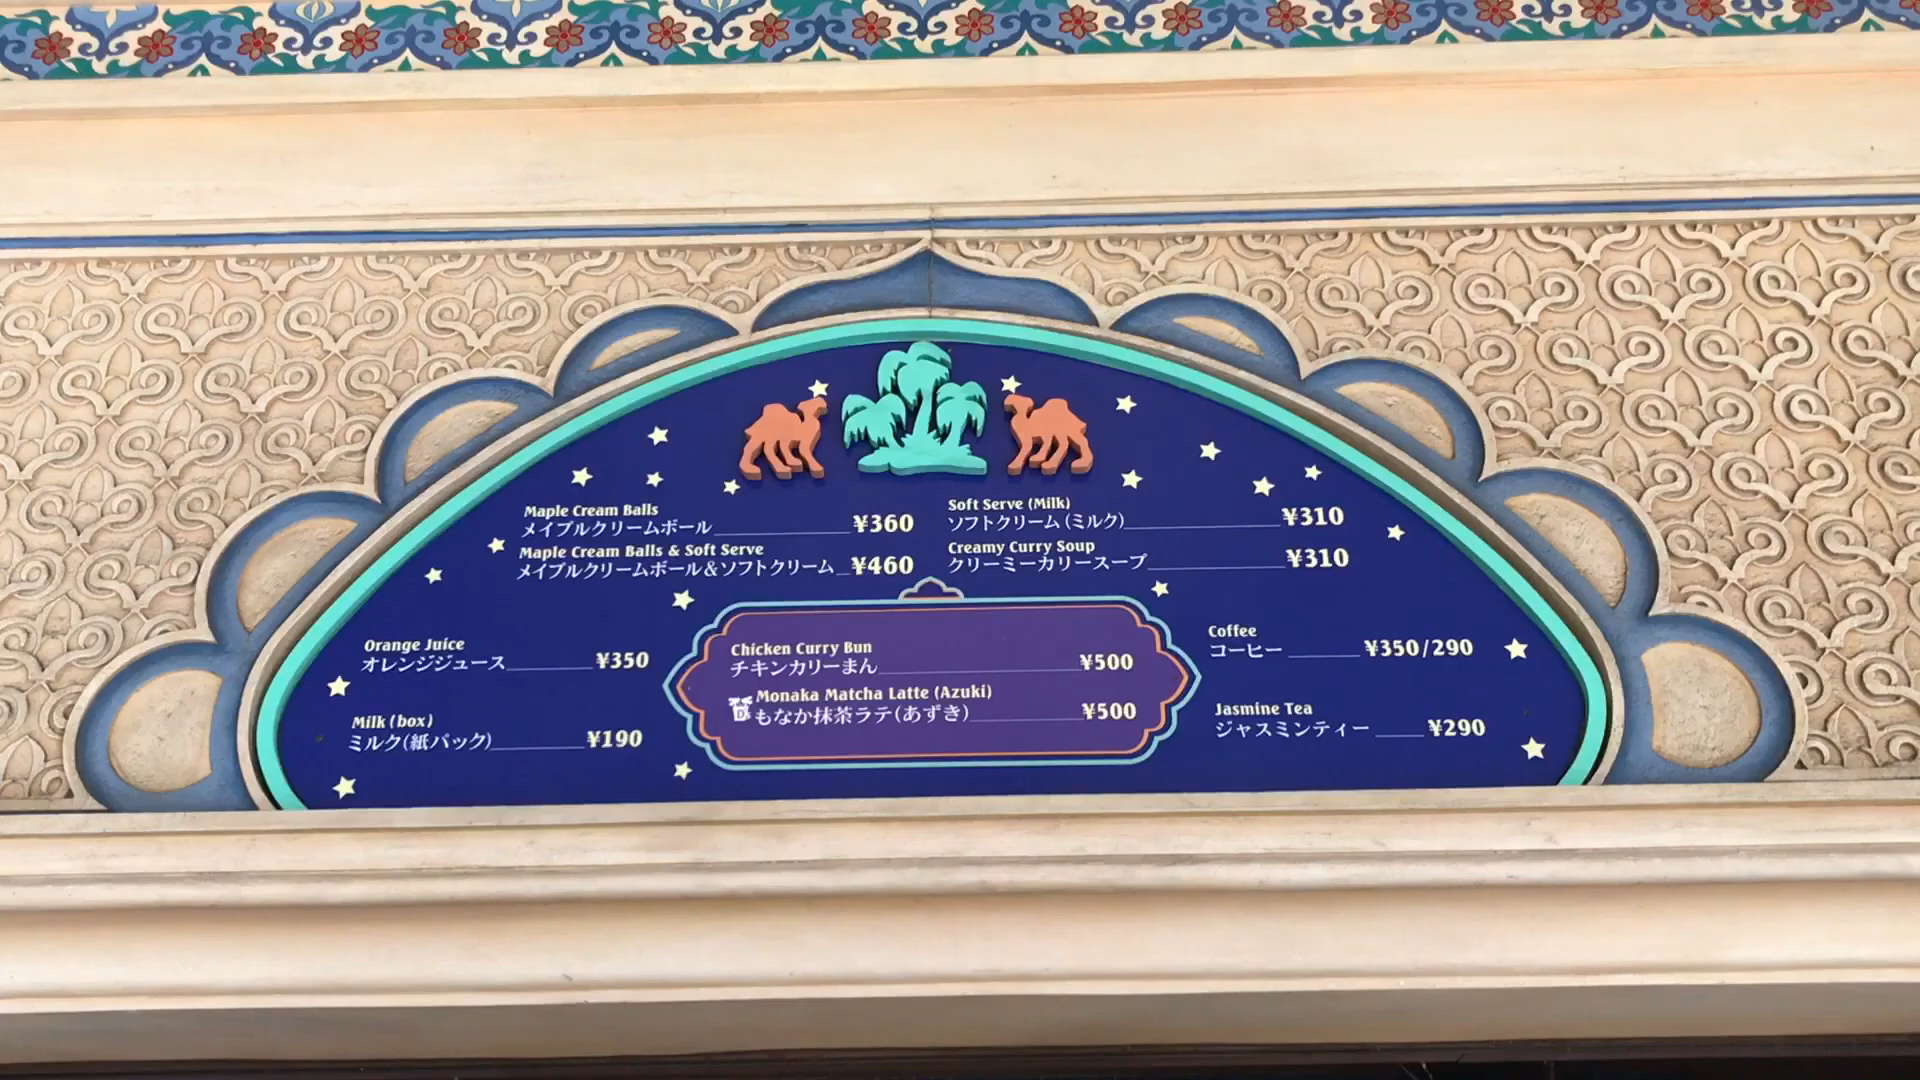 Maple Cream Balls
メイプルクリームボール ¥360
Maple Cream Balls & Soft Serve
メイプルクリームボール&ソフトクリーム ¥460
Soft Serve (Milk)
ソフトクリーム(ミルク) ¥310
Creamy Curry Soup
クリーミーカリースープ ¥310
Orange Juice
オレンジジュース ¥350
Milk (box)
ミルク(紙パック) ¥190
Chicken Curry Bun
チキンカリーまん ¥500
Monaka Matcha Latte (Azuki)
もなか抹茶ラテ(あずき) ¥500
Coffee
コーヒー ¥350/290
Jasmine Tea
ジャスミンティー ¥290